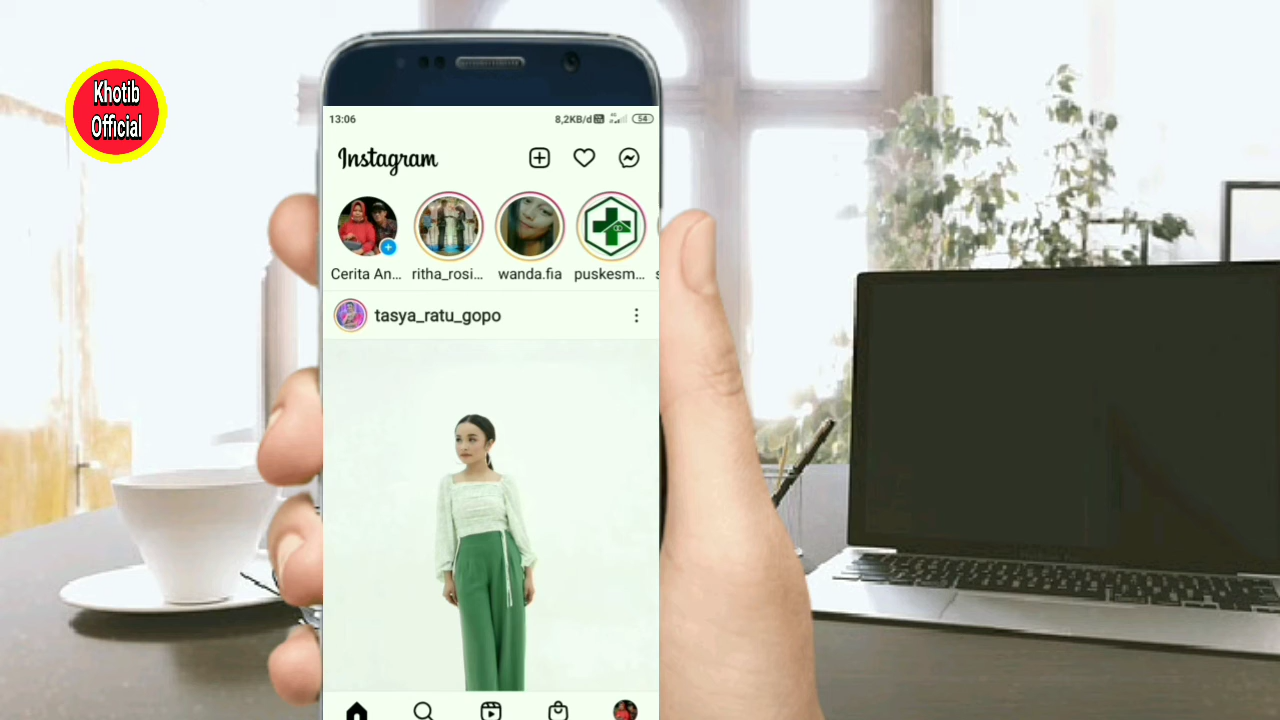 Khotib
Official
13:06
8,2KB/d
54
Instagram
Cerita An...
ritha_rosi...
wanda.fia
puskesm...
tasya_ratu_gopo